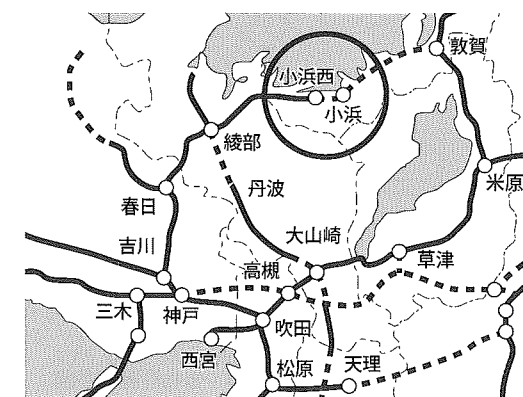 敦賀
小浜西
小浜
綾部
米原
丹波
春日
大山崎
吉川
草津
高槻
三木
神戸
吹田
西宮
松原
天理